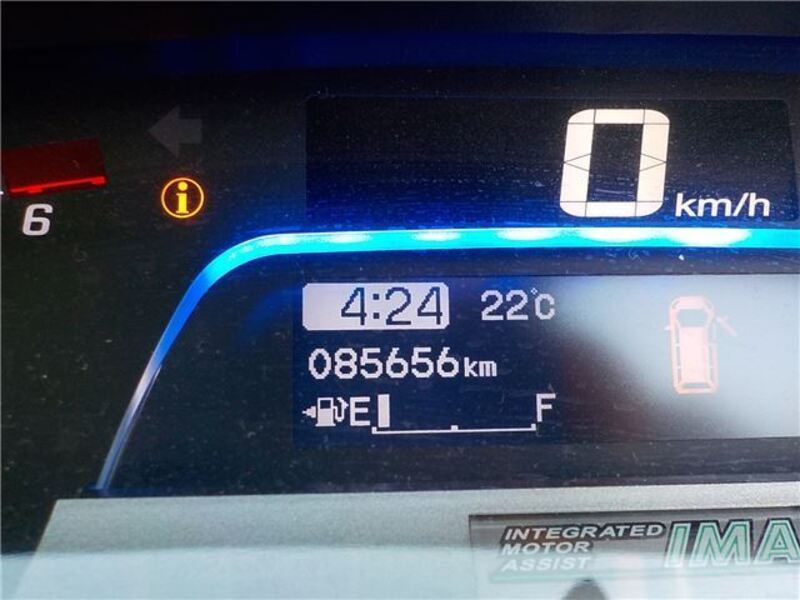 0 km/h
6
i
4:24 22°C
085656km
E F
INTEGRATED
MOTOR
ASSIST
IMA